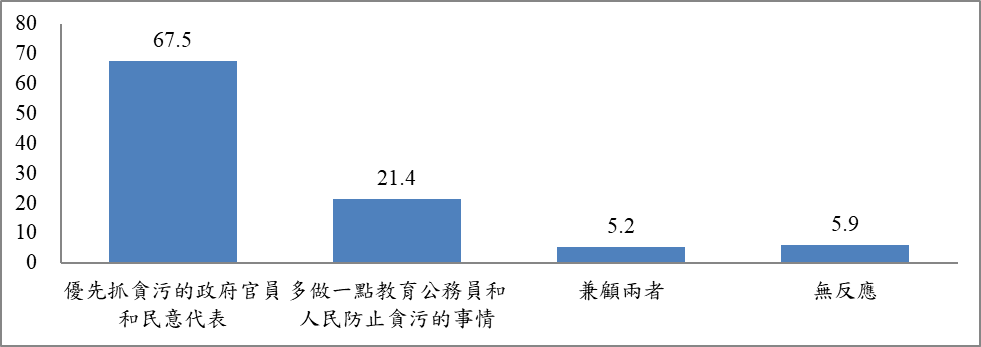 80
70
60
50
40
30
20
10
0
67.5
21.4
5.2
5.9
優先抓貪污的政府官員
和民意代表
多做一點教育公務員和
人民防止貪污的事情
兼顧兩者
無反應